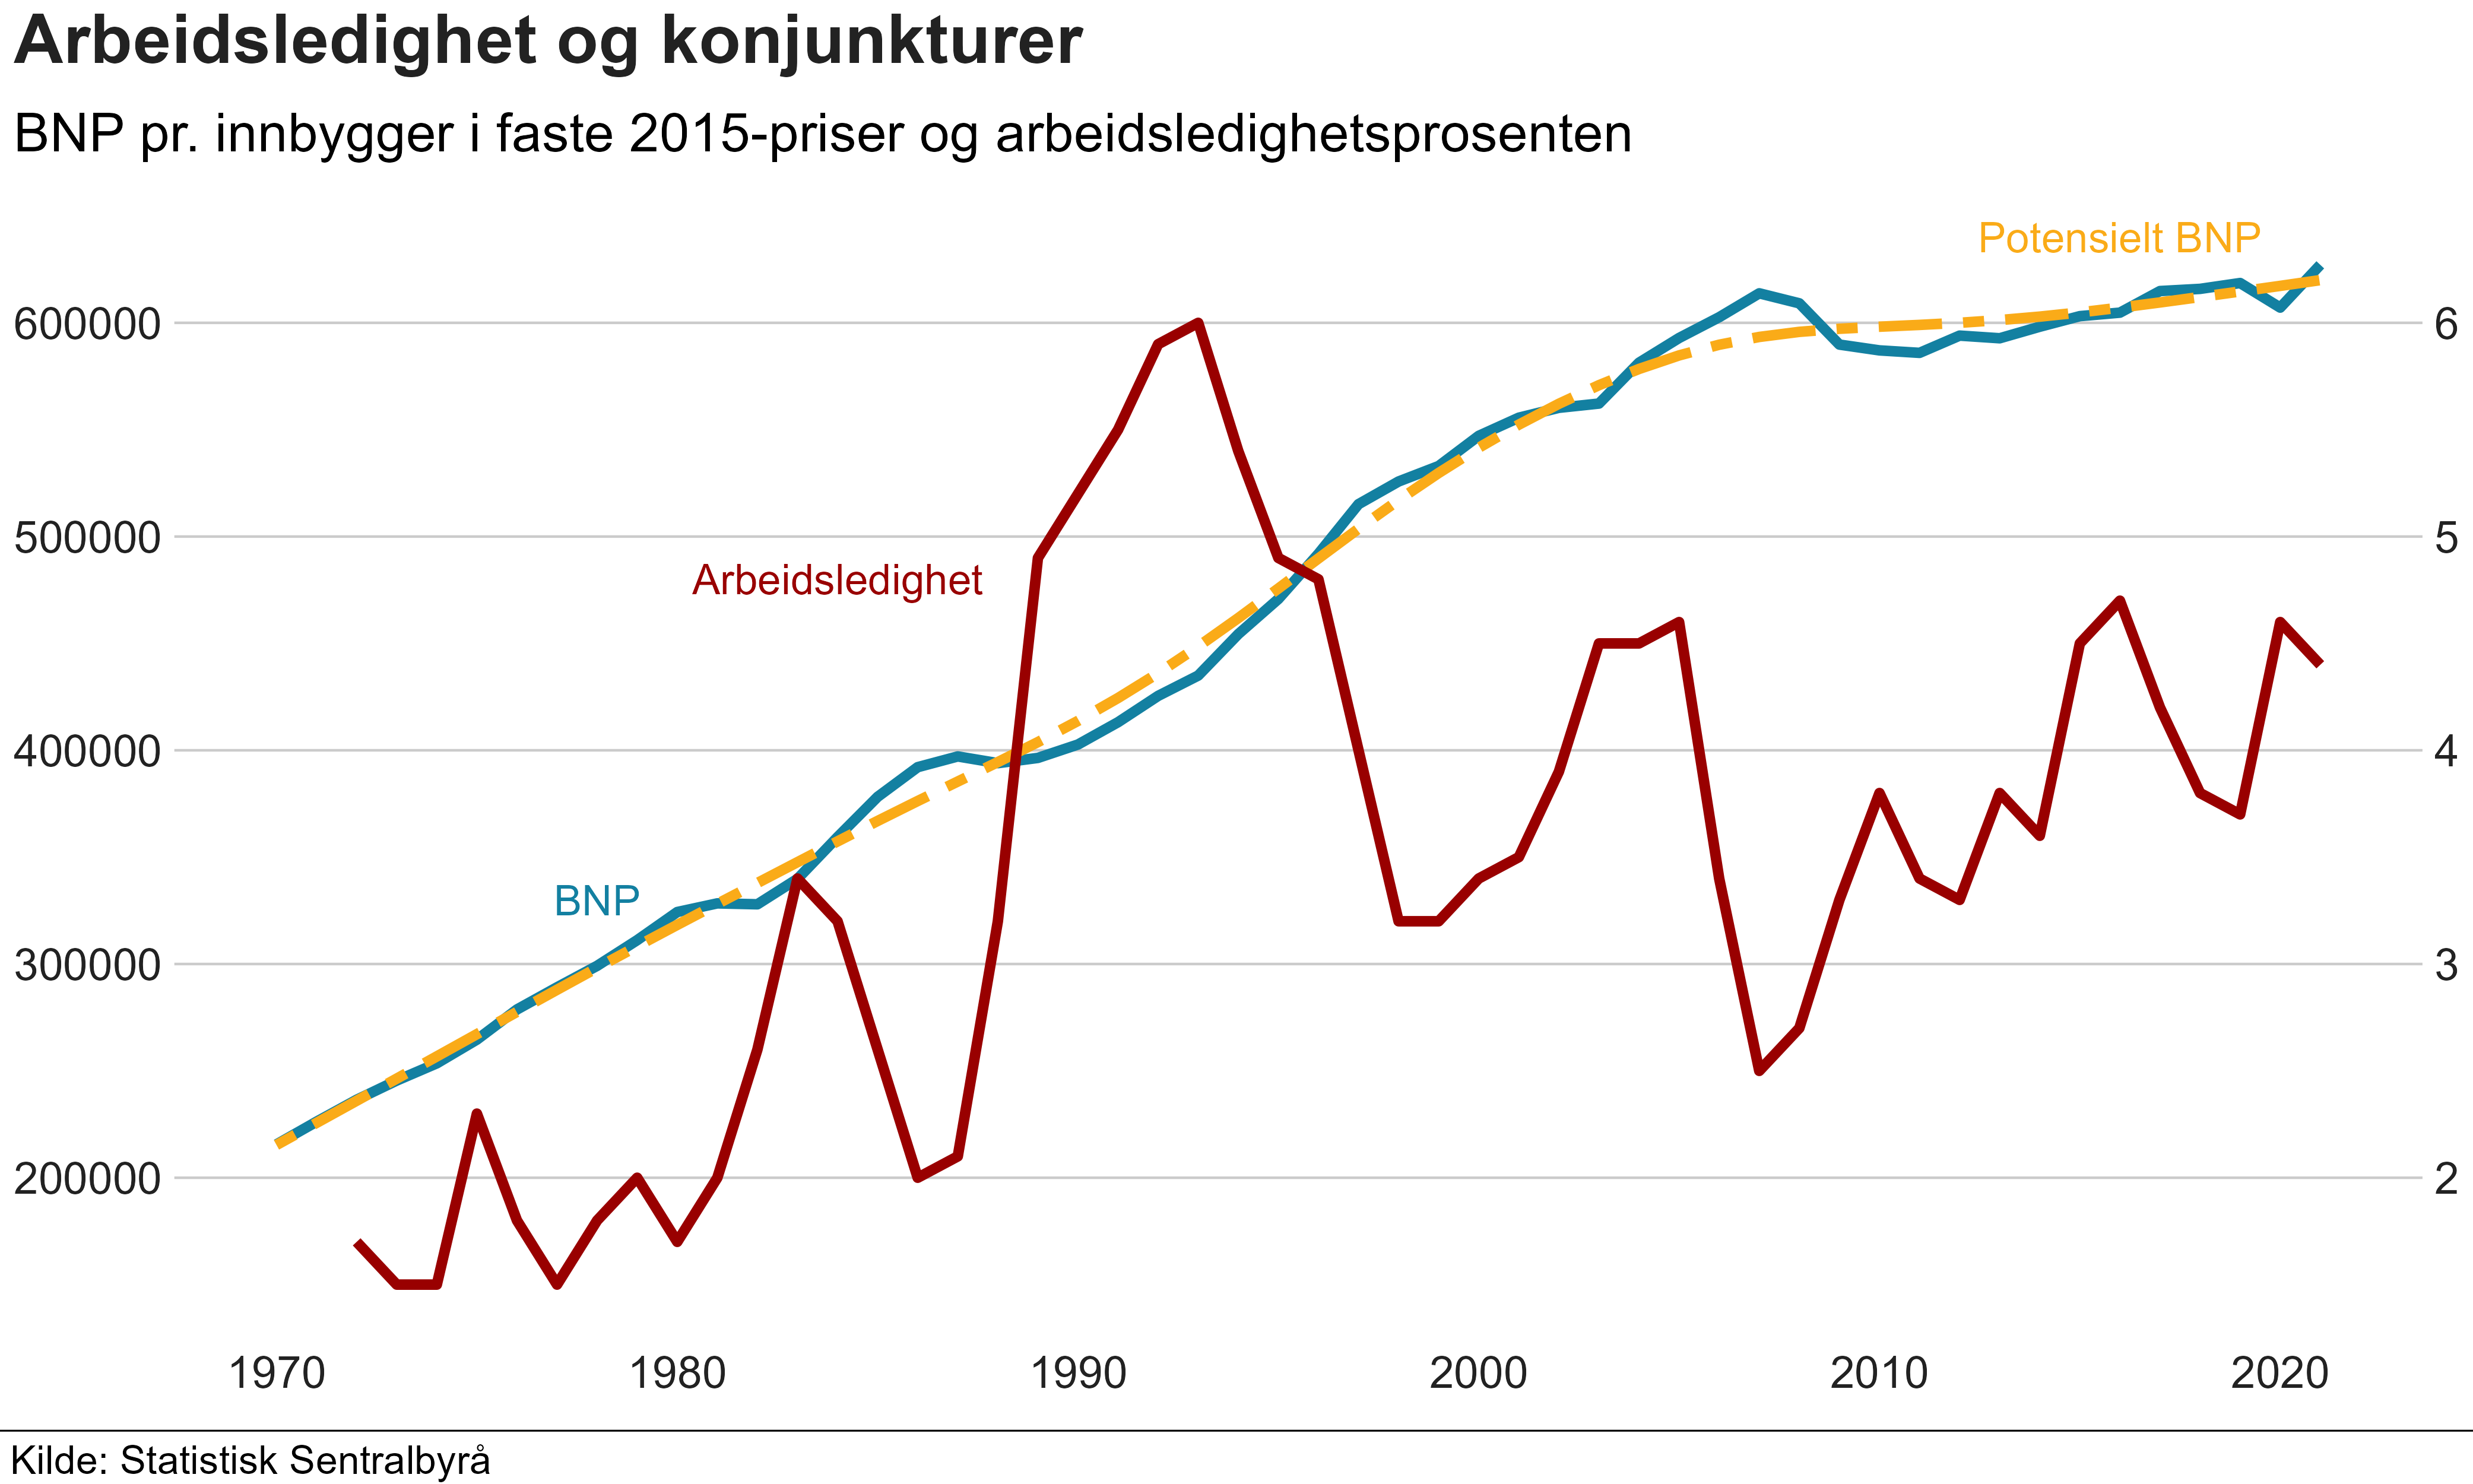 Arbeidsledighet og konjunkturer
BNP pr. innbygger i faste 2015-priser og arbeidsledighetsprosenten
Potensielt BNP
600000
6
500000
5
Arbeidsledighet
400000
4
BNP
300000
3
200000
2
1970 1980 1990 2000 2010 2020
Kilde: Statistisk Sentralbyrå